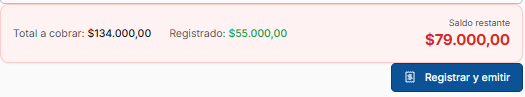 Saldo restante
Total a cobrar: $134.000,00 Registrado: $55.000,00
$79.000,00
Registrar y emitir